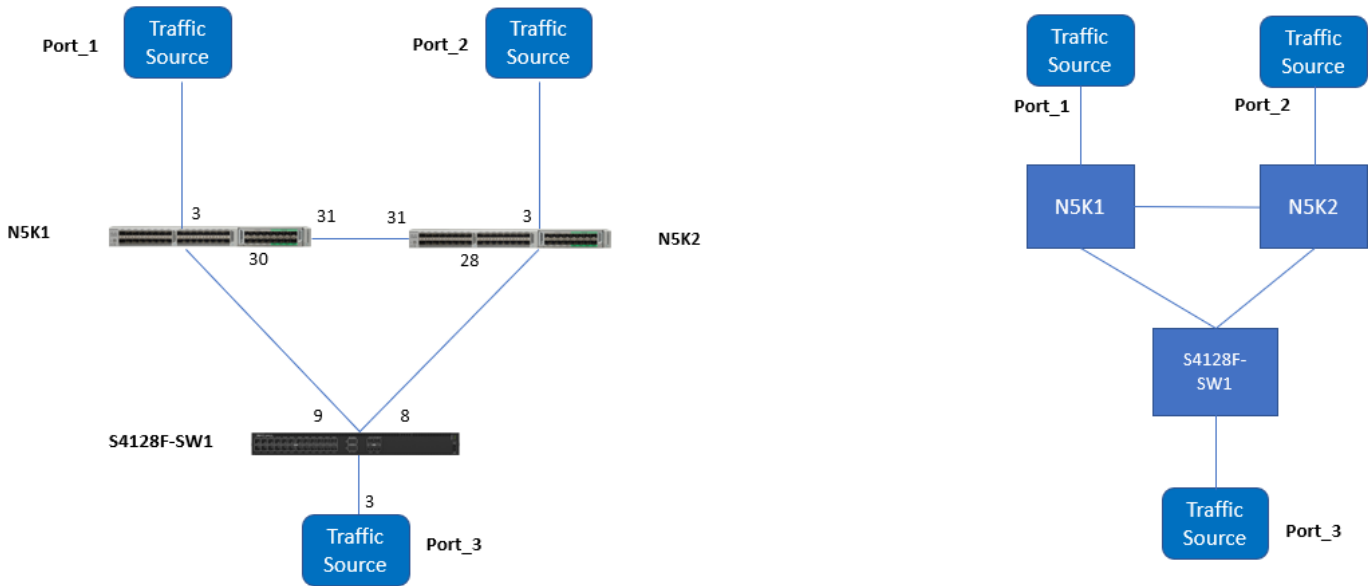 Traffic
Source
Port_1
Traffic
Source
Port_2
N5K1
3
31
31
3
N5K2
30
28
9
8
S4128F-SW1
3
Traffic
Source
Port_3
Traffic
Source
Traffic
Source
Port_1
Port_2
N5K1
N5K2
S4128F-
SW1
Traffic
Source
Port_3